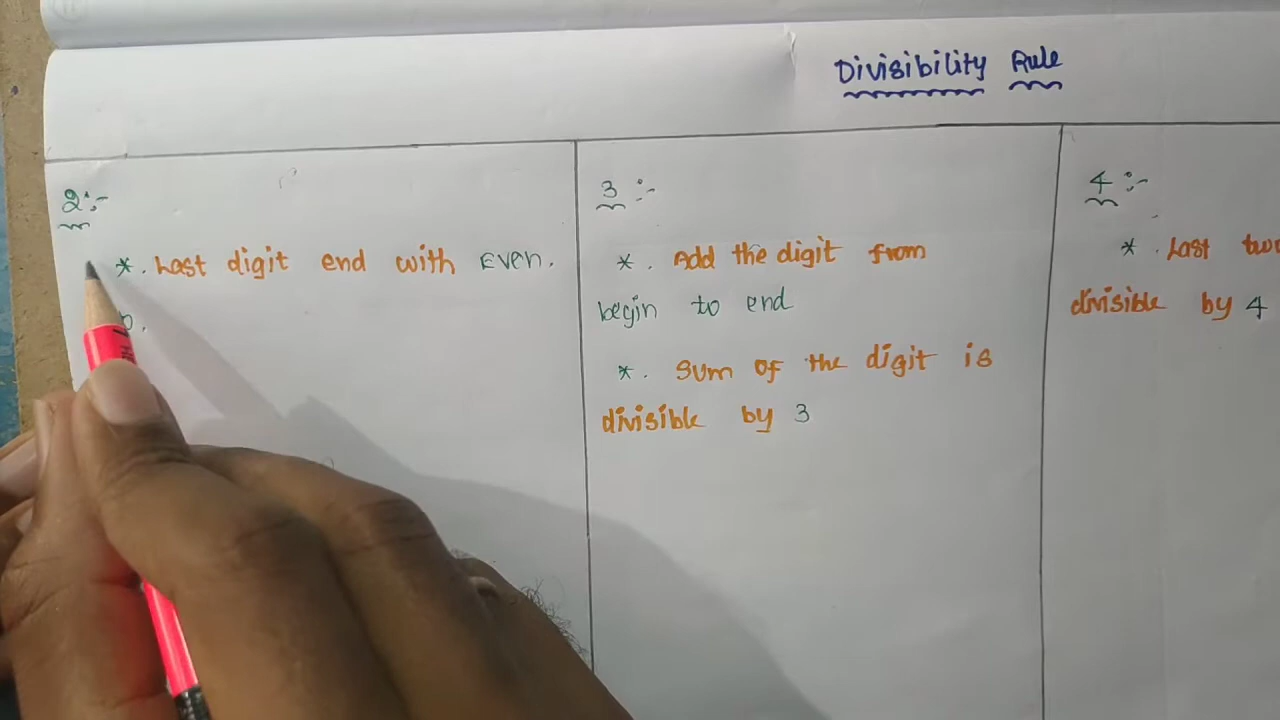 Divisibility Rule
2:-
*. Last digit end with Even.
3:-
*. Add the digit from
begin to end
*. Sum of the digit is
divisible by 3
4:-
*. Last two
divisible by 4